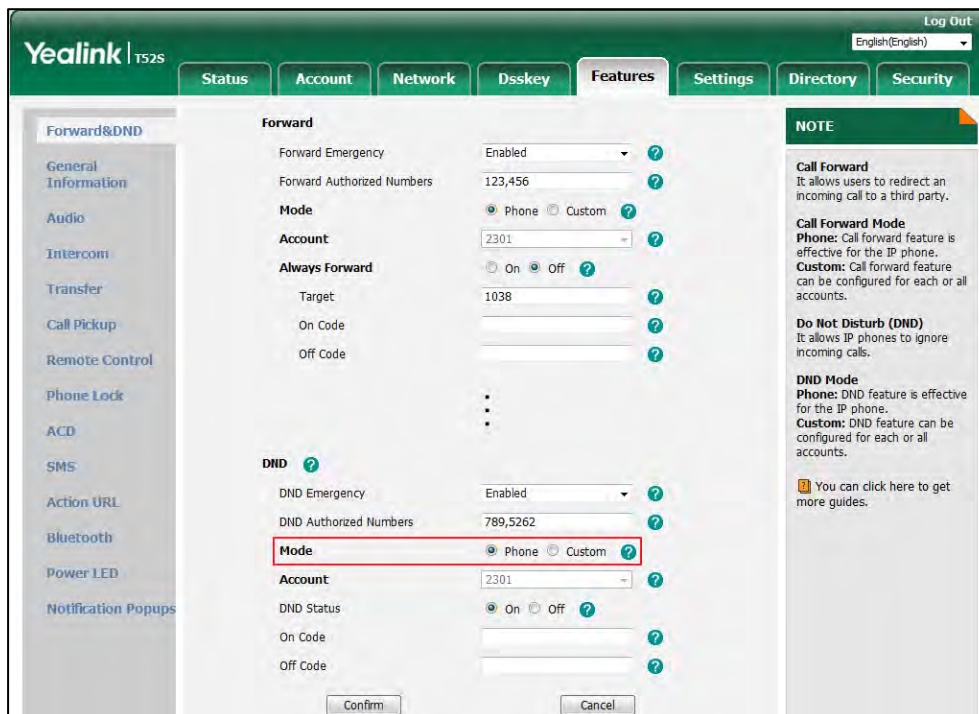 Log Out
Yealink | T52S
English(English)
Status Account Network Dsskey Features Settings Directory Security
Forward&DND
General
Information
Audio
Intercom
Transfer
Call Pickup
Remote Control
Phone Lock
ACD
SMS
Action URL
Bluetooth
Power LED
Notification Popups
Forward
Forward Emergency Enabled ?
Forward Authorized Numbers 123,456 ?
Mode Phone Custom ?
Account 2301 ?
Always Forward On Off ?
Target 1038 ?
On Code ?
Off Code ?
DND ?
DND Emergency Enabled ?
DND Authorized Numbers 789,5262 ?
Mode Phone Custom ?
Account 2301 ?
DND Status On Off ?
On Code ?
Off Code ?
Confirm Cancel
NOTE
Call Forward
It allows users to redirect an
incoming call to a third party.
Call Forward Mode
Phone: Call forward feature is
effective for the IP phone.
Custom: Call forward feature
can be configured for each or all
accounts.
Do Not Disturb (DND)
It allows IP phones to ignore
incoming calls.
DND Mode
Phone: DND feature is effective
for the IP phone.
Custom: DND feature can be
configured for each or all
accounts.
? You can click here to get
more guides.